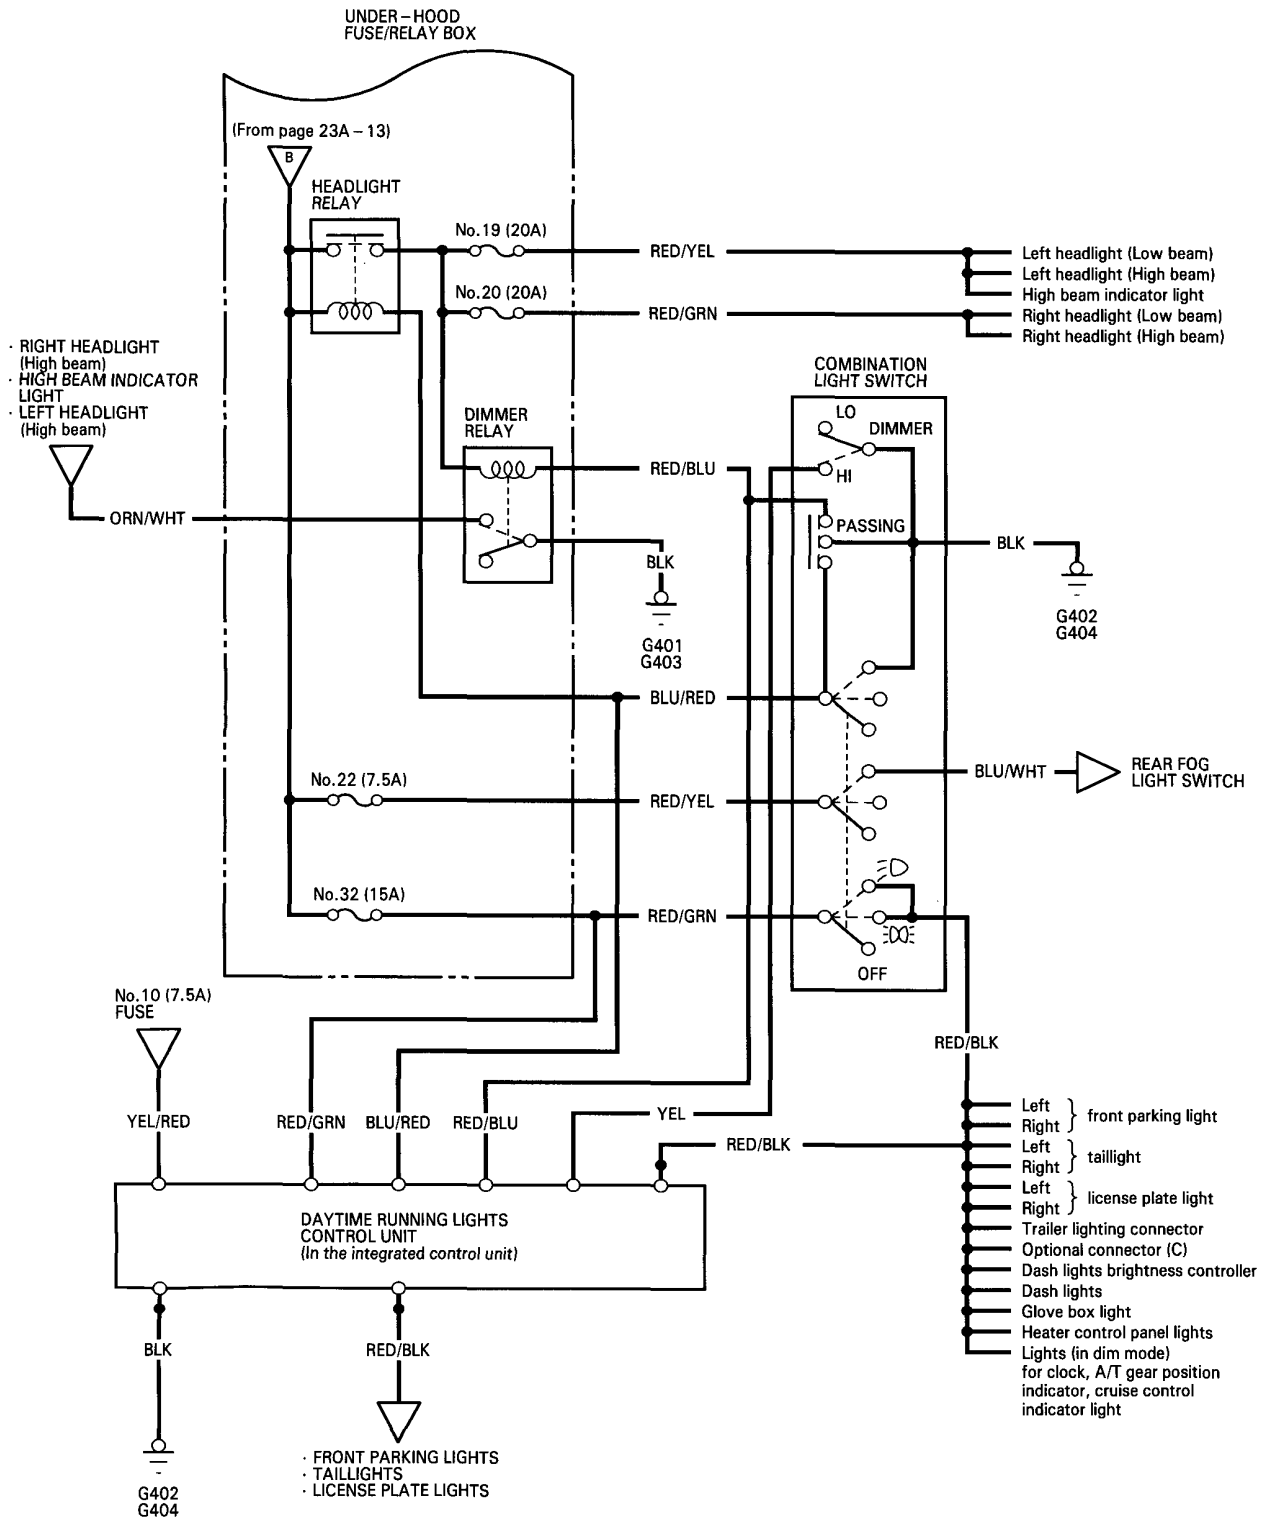 UNDER-HOOD
FUSE/RELAY BOX
(From page 23A-13)
B
HEADLIGHT
RELAY
No.19 (20A)
RED/YEL
Left headlight (Low beam)
Left headlight (High beam)
High beam indicator light
No.20 (20A)
RED/GRN
Right headlight (Low beam)
Right headlight (High beam)
· RIGHT HEADLIGHT
(High beam)
· HIGH BEAM INDICATOR
LIGHT
· LEFT HEADLIGHT
(High beam)
COMBINATION
LIGHT SWITCH
LO
DIMMER
HI
PASSING
DIMMER
RELAY
RED/BLU
ORN/WHT
BLK
G401
G403
BLK
G402
G404
BLU/RED
BLU/WHT
REAR FOG
LIGHT SWITCH
No.22 (7.5A)
RED/YEL
No.32 (15A)
RED/GRN
OFF
No.10 (7.5A)
FUSE
YEL/RED
RED/GRN
BLU/RED
RED/BLU
YEL
RED/BLK
RED/BLK
Left
Right
front parking light
Left
Right
taillight
Left
Right
license plate light
Trailer lighting connector
Optional connector (C)
Dash lights brightness controller
Dash lights
Glove box light
Heater control panel lights
Lights (in dim mode)
for clock, A/T gear position
indicator, cruise control
indicator light
DAYTIME RUNNING LIGHTS
CONTROL UNIT
(In the integrated control unit)
BLK
RED/BLK
G402
G404
· FRONT PARKING LIGHTS
· TAILLIGHTS
· LICENSE PLATE LIGHTS